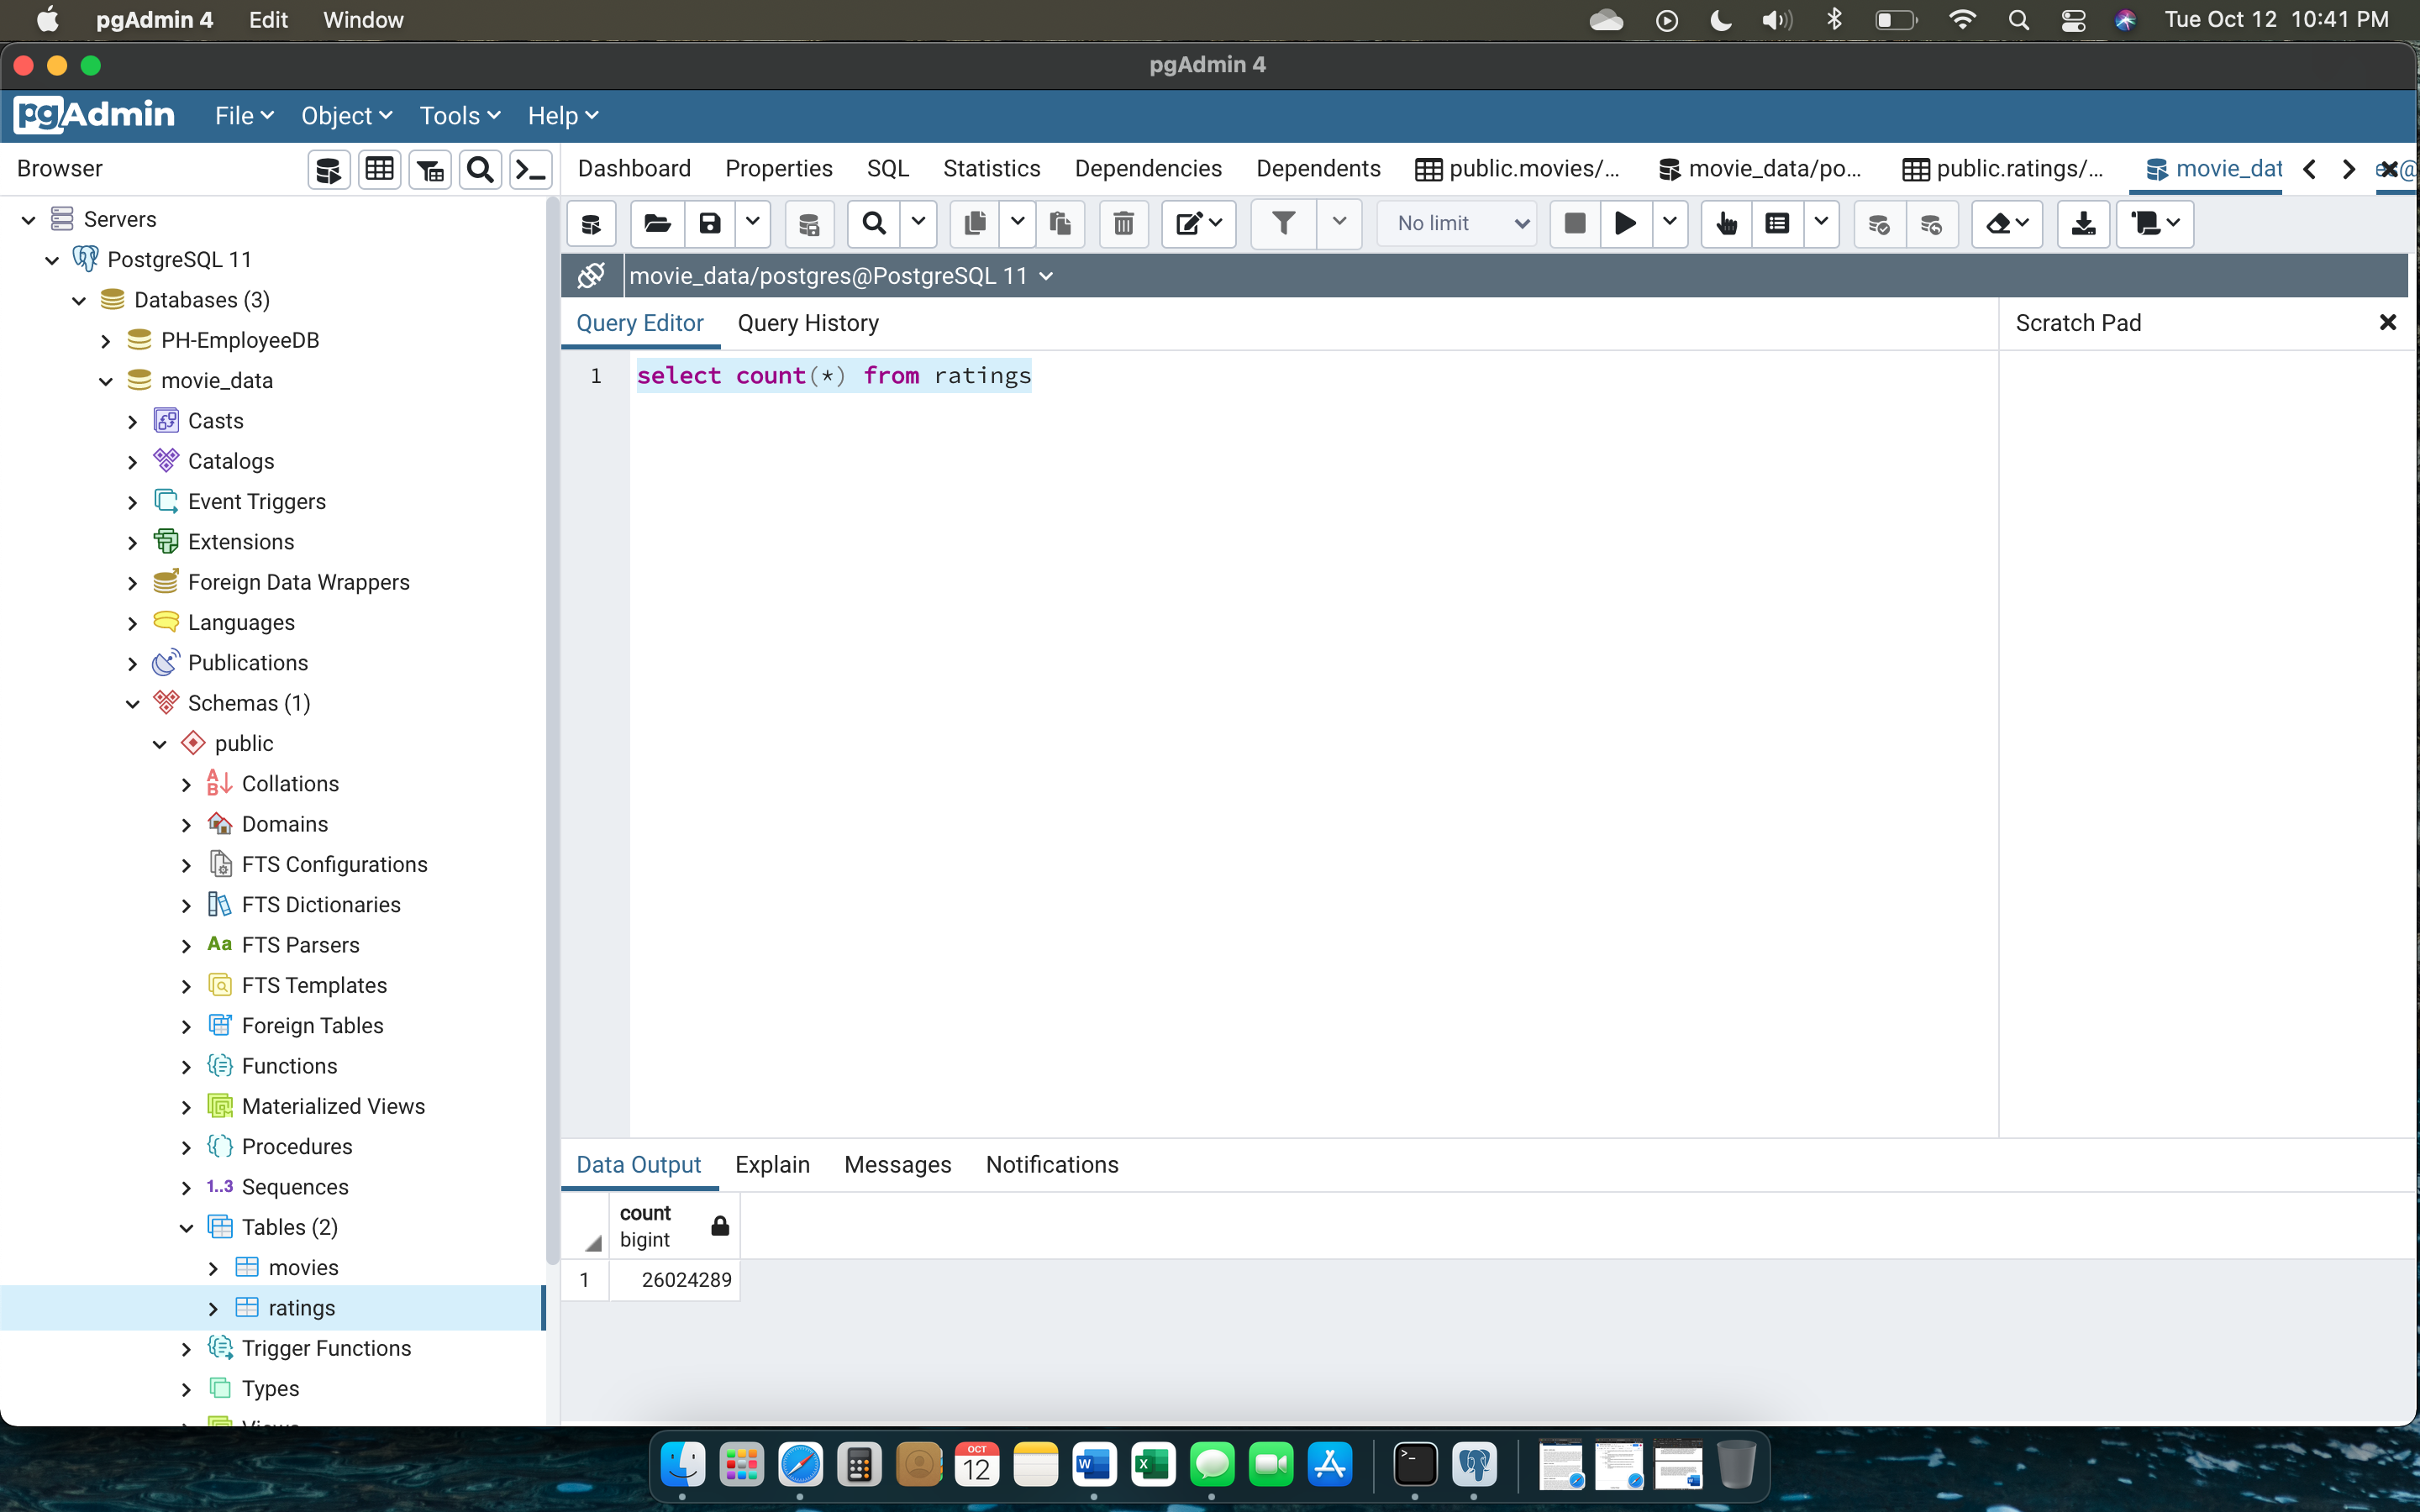 pgAdmin 4 Edit Window Tue Oct 12 10:41 PM
pgAdmin 4
pgAdmin File Object Tools Help
Browser
Dashboard Properties SQL Statistics Dependencies Dependents public.movies/... movie_data/po... public.ratings/... movie_dat
No limit
movie_data/postgres@PostgreSQL 11
Query Editor Query History
Scratch Pad
1 select count(*) from ratings
Servers
PostgreSQL 11
Databases (3)
PH-EmployeeDB
movie_data
Casts
Catalogs
Event Triggers
Extensions
Foreign Data Wrappers
Languages
Publications
Schemas (1)
public
Collations
Domains
FTS Configurations
FTS Dictionaries
Aa FTS Parsers
FTS Templates
Foreign Tables
Functions
Materialized Views
Procedures
1..3 Sequences
Tables (2)
movies
ratings
Trigger Functions
Types
Views
Data Output Explain Messages Notifications
count
bigint
1 26024289
OCT
12